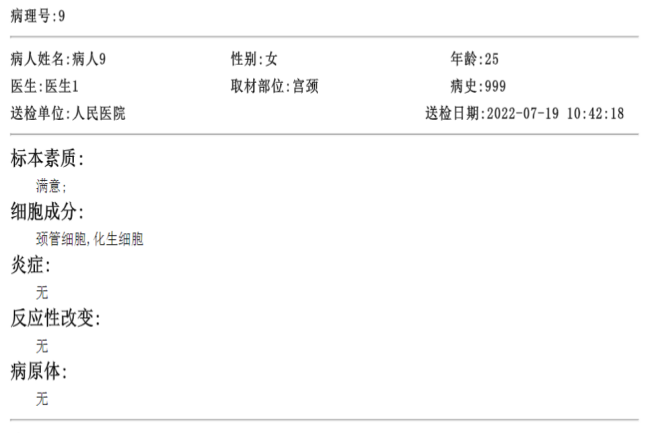 病理号:9
病人姓名:病人9 性别:女 年龄:25
医生:医生1 取材部位:宫颈 病史:999
送检单位:人民医院 送检日期:2022-07-19 10:42:18
标本素质:
满意;
细胞成分:
颈管细胞,化生细胞
炎症:
无
反应性改变:
无
病原体:
无